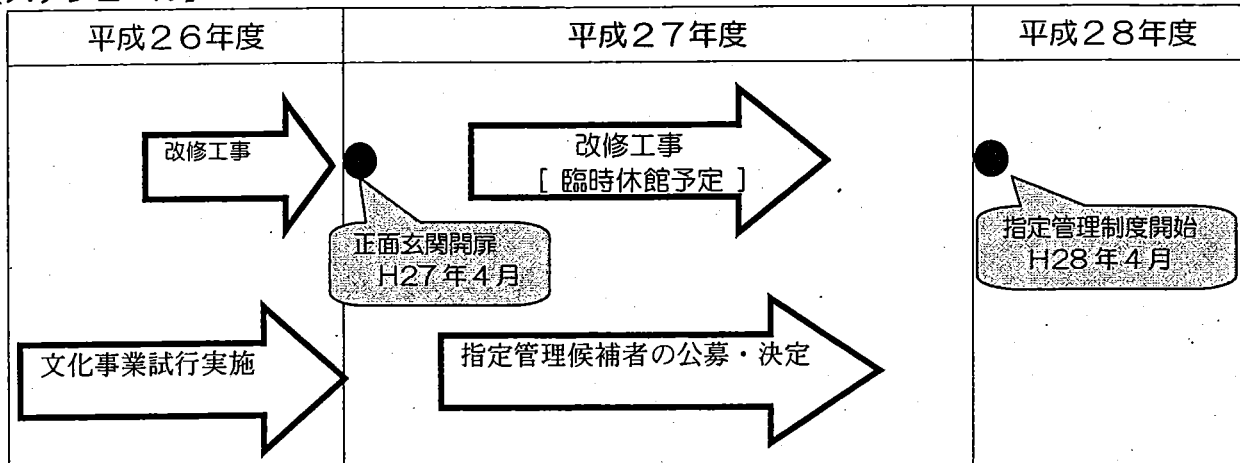 平成26年度
平成27年度
平成28年度
改修工事
改修工事
[ 臨時休館予定 ]
正面玄関開扉
H27年4月
指定管理制度開始
H28年4月
文化事業試行実施
指定管理候補者の公募・決定